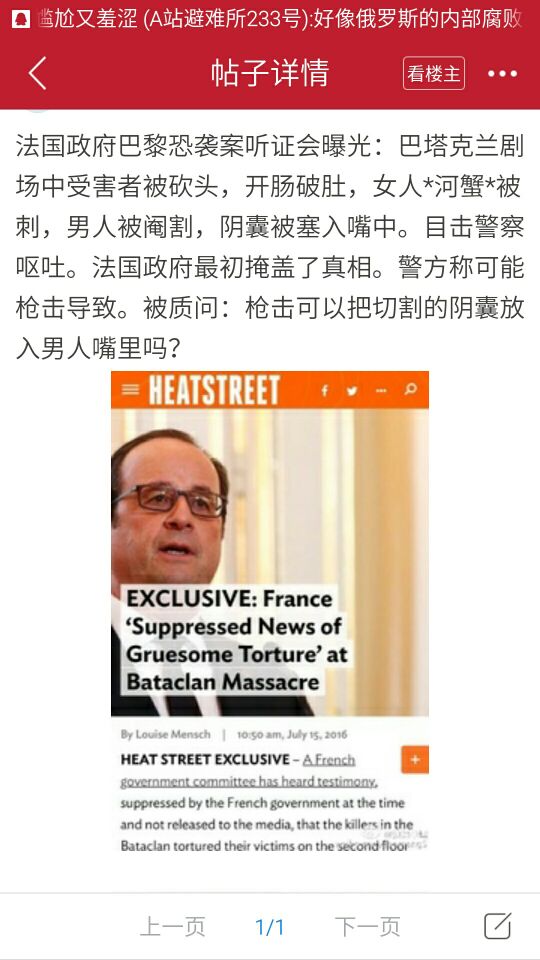 尴尬又羞涩 (A站避难所233号):好像俄罗斯的内部腐败
帖子详情
看楼主
法国政府巴黎恐袭案听证会曝光：巴塔克兰剧
场中受害者被砍头，开肠破肚，女人*河蟹*被
刺，男人被阉割，阴囊被塞入嘴中。目击警察
呕吐。法国政府最初掩盖了真相。警方称可能
枪击导致。被质问：枪击可以把切割的阴囊放
入男人嘴里吗？
HEATSTREET
EXCLUSIVE: France
‘Suppressed News of
Gruesome Torture’ at
Bataclan Massacre
By Louise Mensch | 10:50 am, July 15, 2016
HEAT STREET EXCLUSIVE – A French
government committee has heard testimony,
suppressed by the French government at the time
and not released to the media, that the killers in the
Bataclan tortured their victims on the second floor
上一页
1/1
下一页